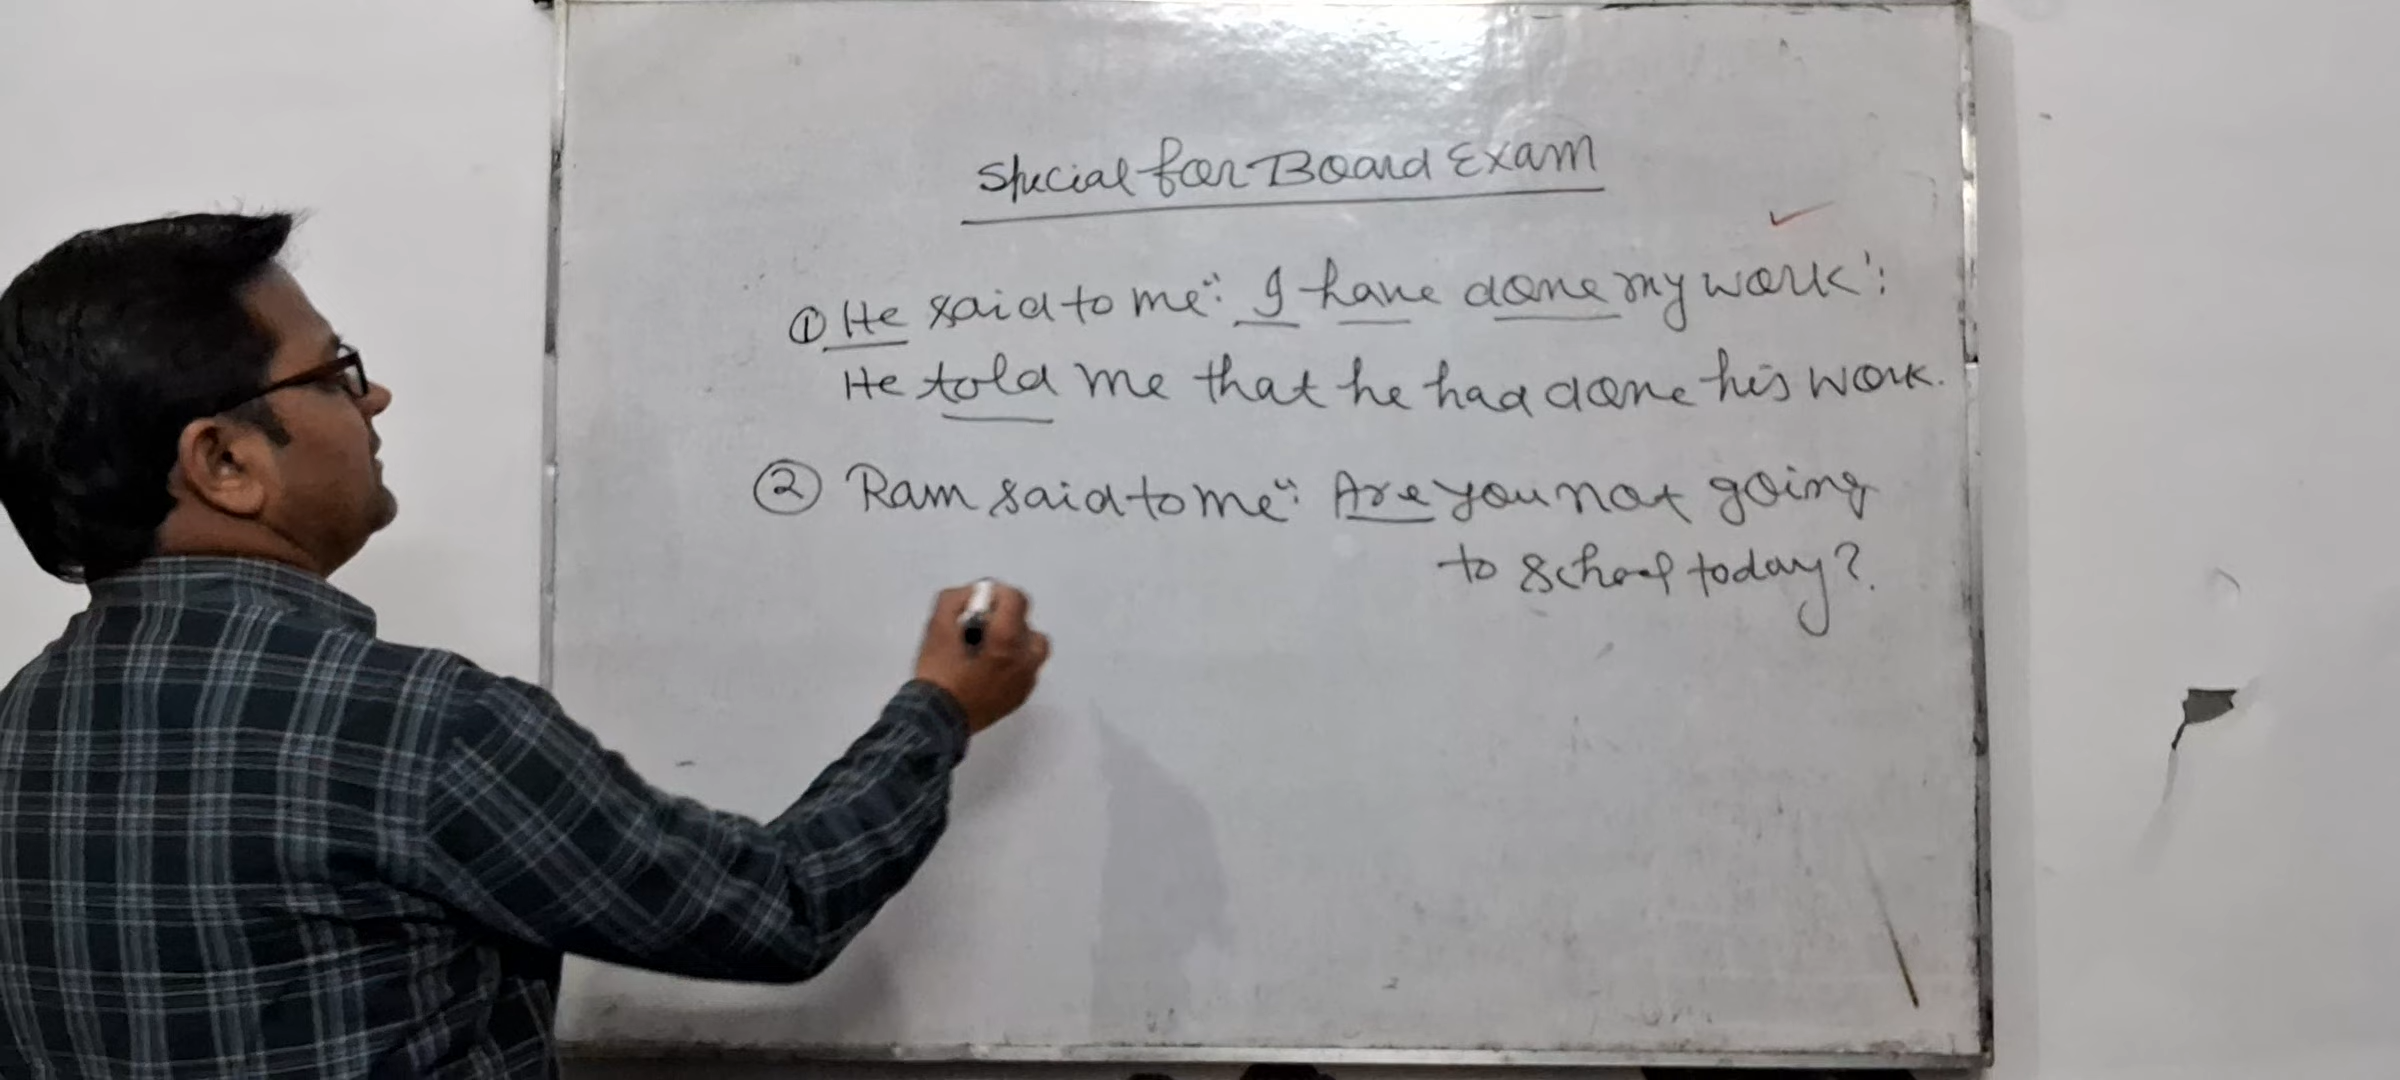 Special for Board Exam
① He said to me": I have done my work":
He told me that he had done his work.
② Ram said to me": Are you not going
to school today?.